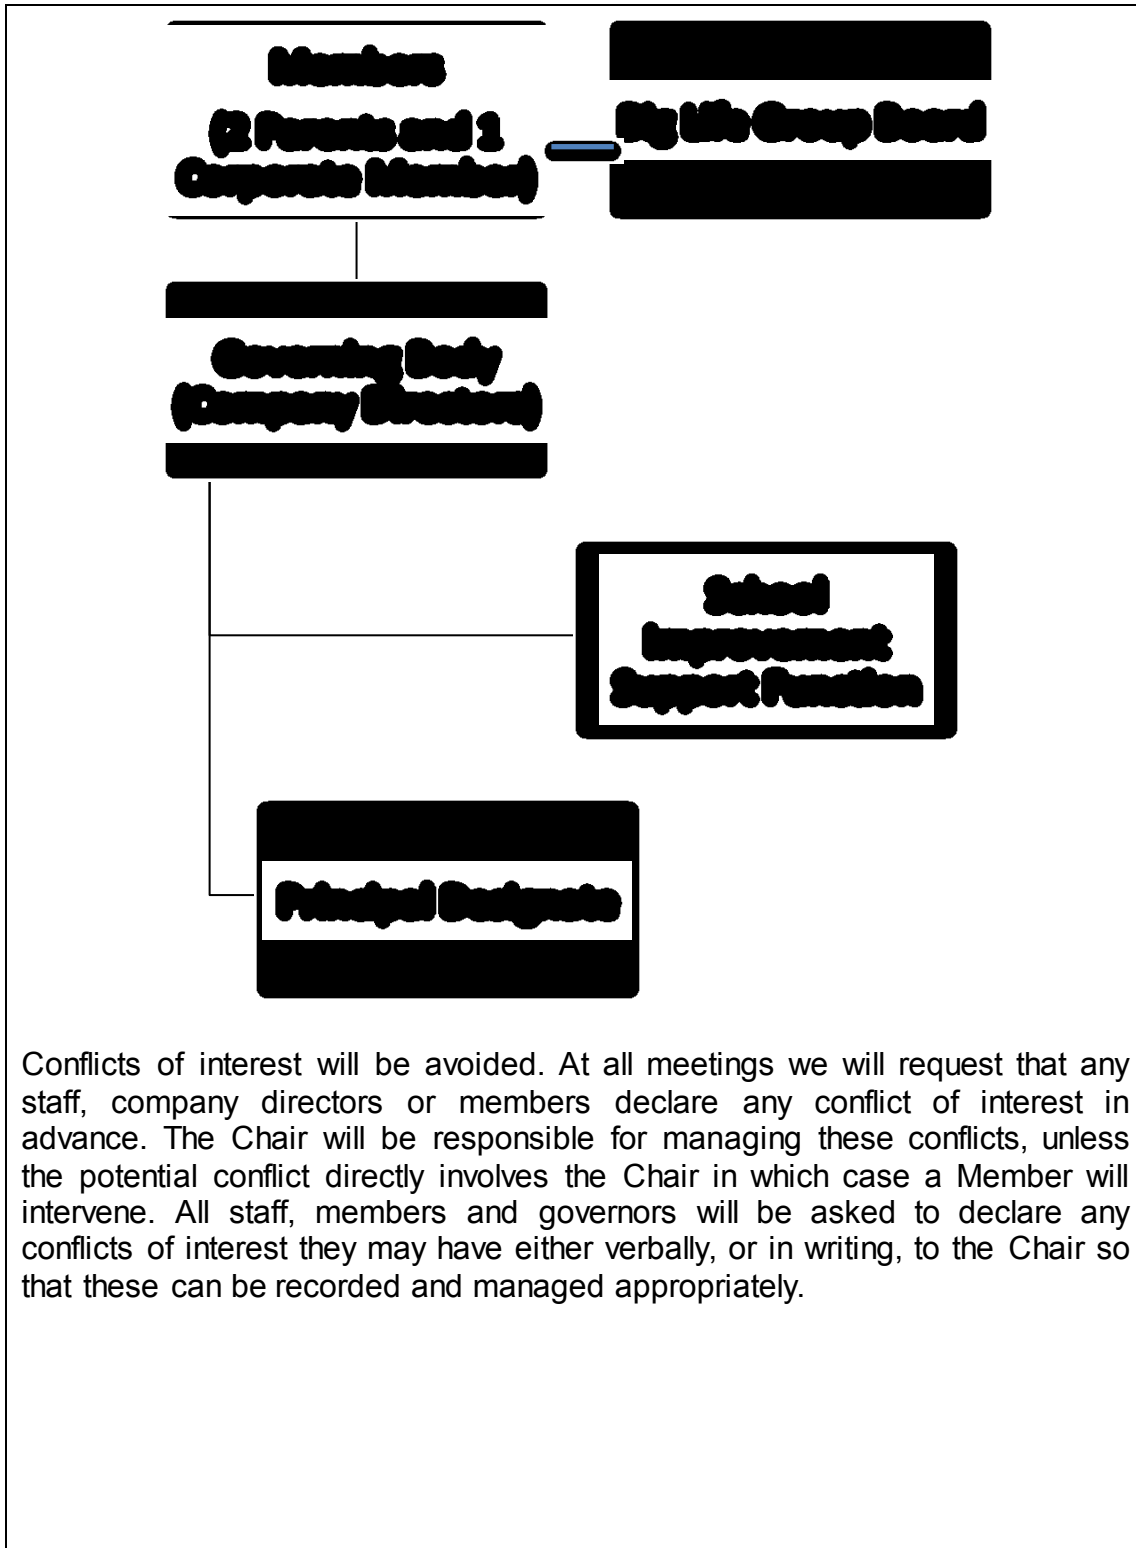 Members
(2 Parents and 1
Corporate Member)
Big Life Group Board
Governing Body
(Company Directors)
School
Improvement
Support Function
Principal Designate
Conflicts of interest will be avoided. At all meetings we will request that any
staff, company directors or members declare any conflict of interest in
advance. The Chair will be responsible for managing these conflicts, unless
the potential conflict directly involves the Chair in which case a Member will
intervene. All staff, members and governors will be asked to declare any
conflicts of interest they may have either verbally, or in writing, to the Chair so
that these can be recorded and managed appropriately.